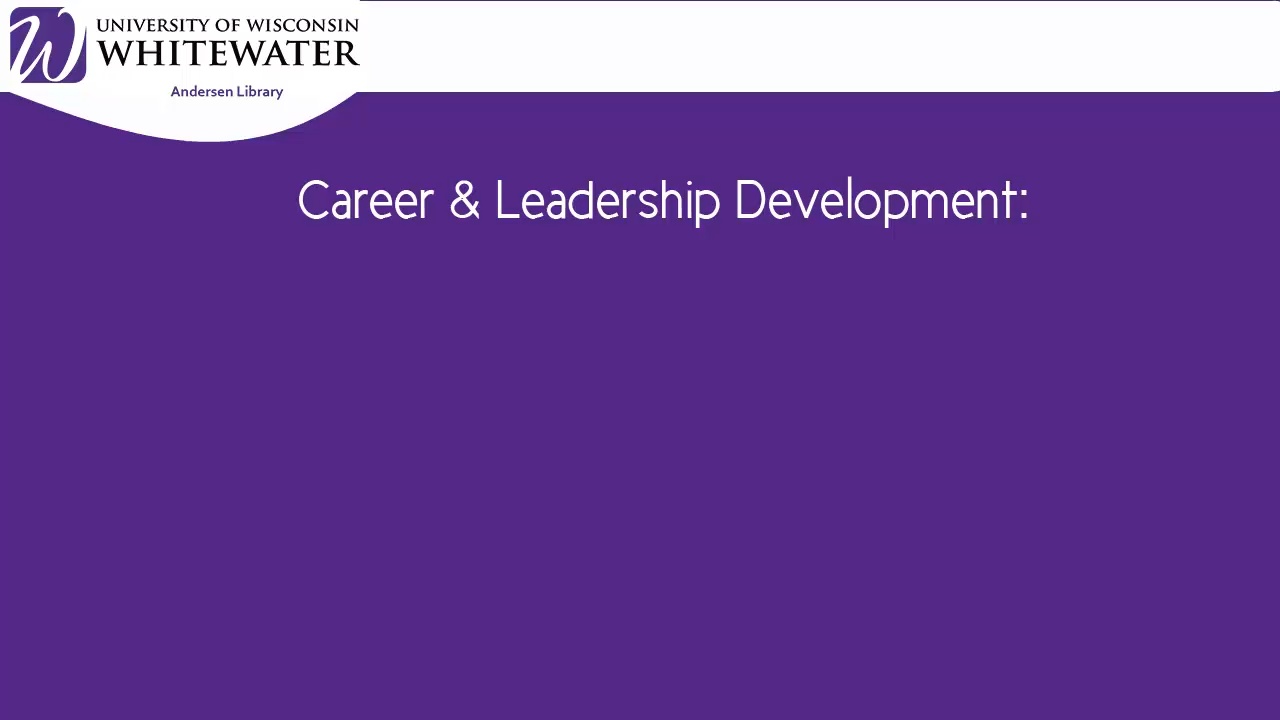 UNIVERSITY OF WISCONSIN
WHITEWATER
Andersen Library
Career & Leadership Development: